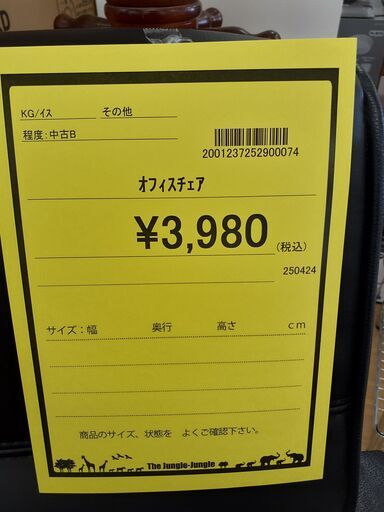 KG/ｲｽ その他
程度:中古B
2001237252900074
ｵﾌｨｽﾁｪｱ
¥3,980 (税込)
250424
サイズ:幅 奥行 高さ cm
商品のサイズ、状態を よくご確認下さい。
The Jungle-Jungle